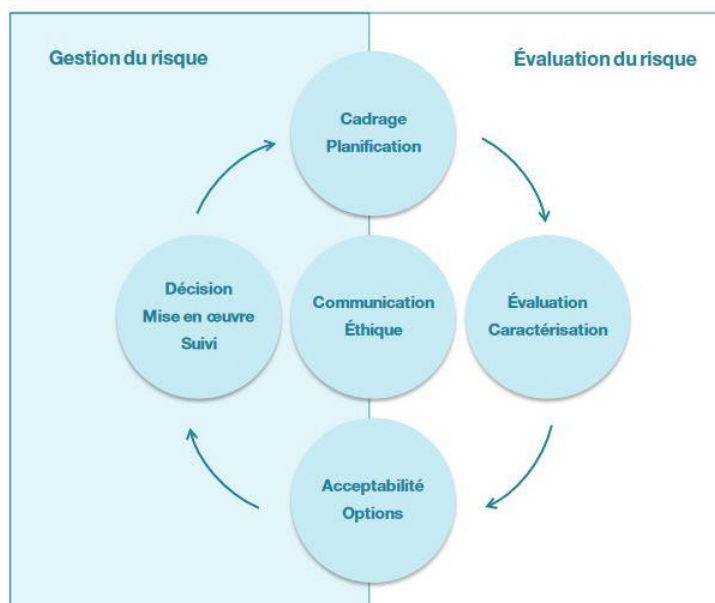 Gestion du risque
Évaluation du risque
Cadrage
Planification
Décision
Mise en œuvre
Suivi
Communication
Éthique
Évaluation
Caractérisation
Acceptabilité
Options